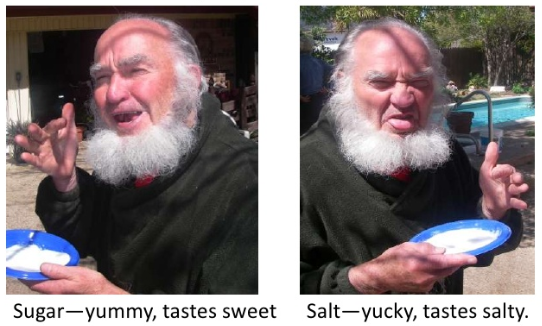 Sugar—yummy, tastes sweet
Salt—yucky, tastes salty.